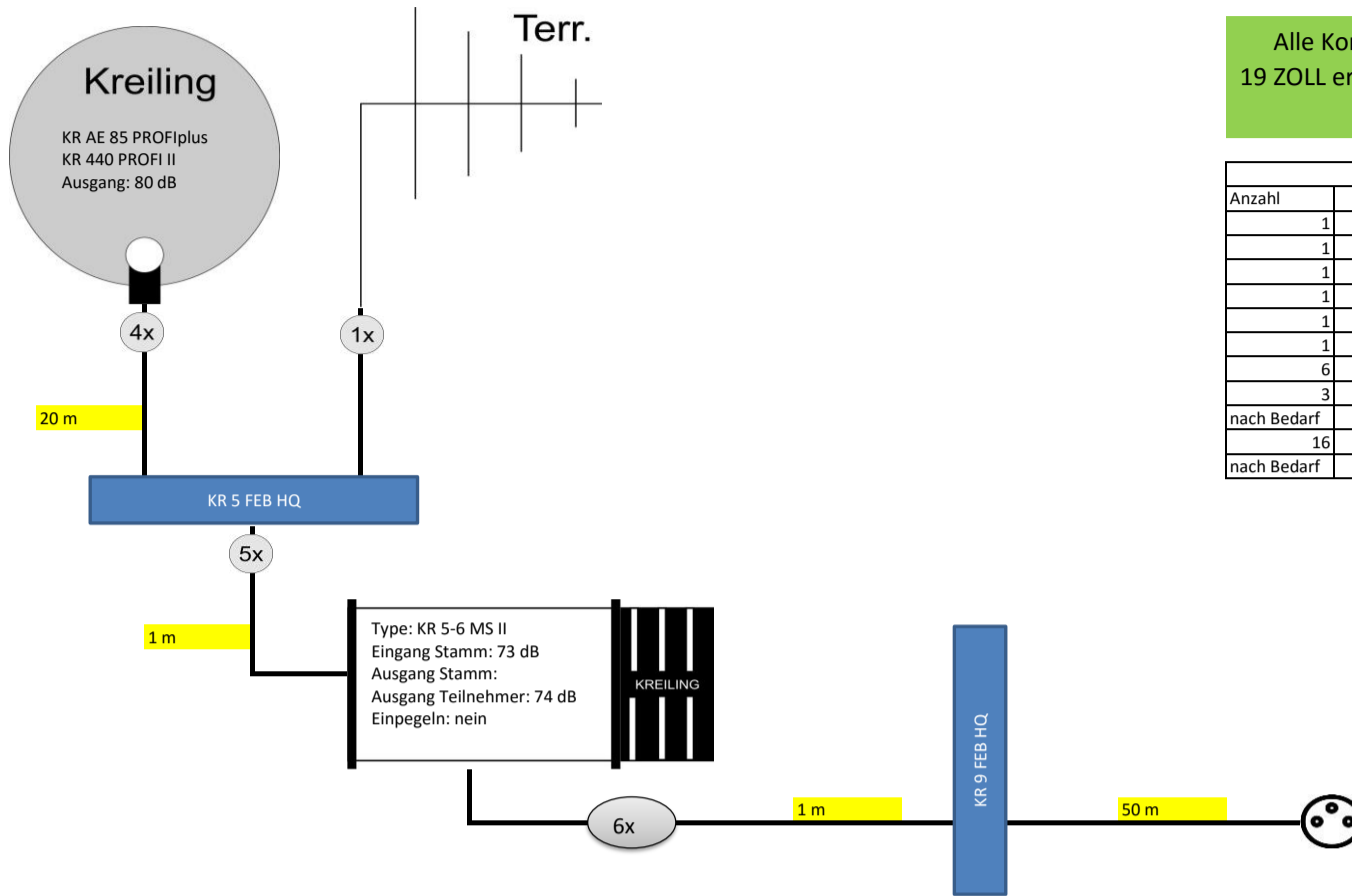 Kreiling
KR AE 85 PROFIplus
KR 440 PROFI II
Ausgang: 80 dB
Terr.
4x
1x
20 m
KR 5 FEB HQ
5x
1 m
Type: KR 5-6 MS II
Eingang Stamm: 73 dB
Ausgang Stamm:
Ausgang Teilnehmer: 74 dB
Einpegeln: nein
KREILING
6x
1 m
KR 9 FEB HQ
50 m
Alle
19 ZOLL
Anzahl
1
1
1
1
1
1
6
3
nach Bedarf
16
nach Bedarf